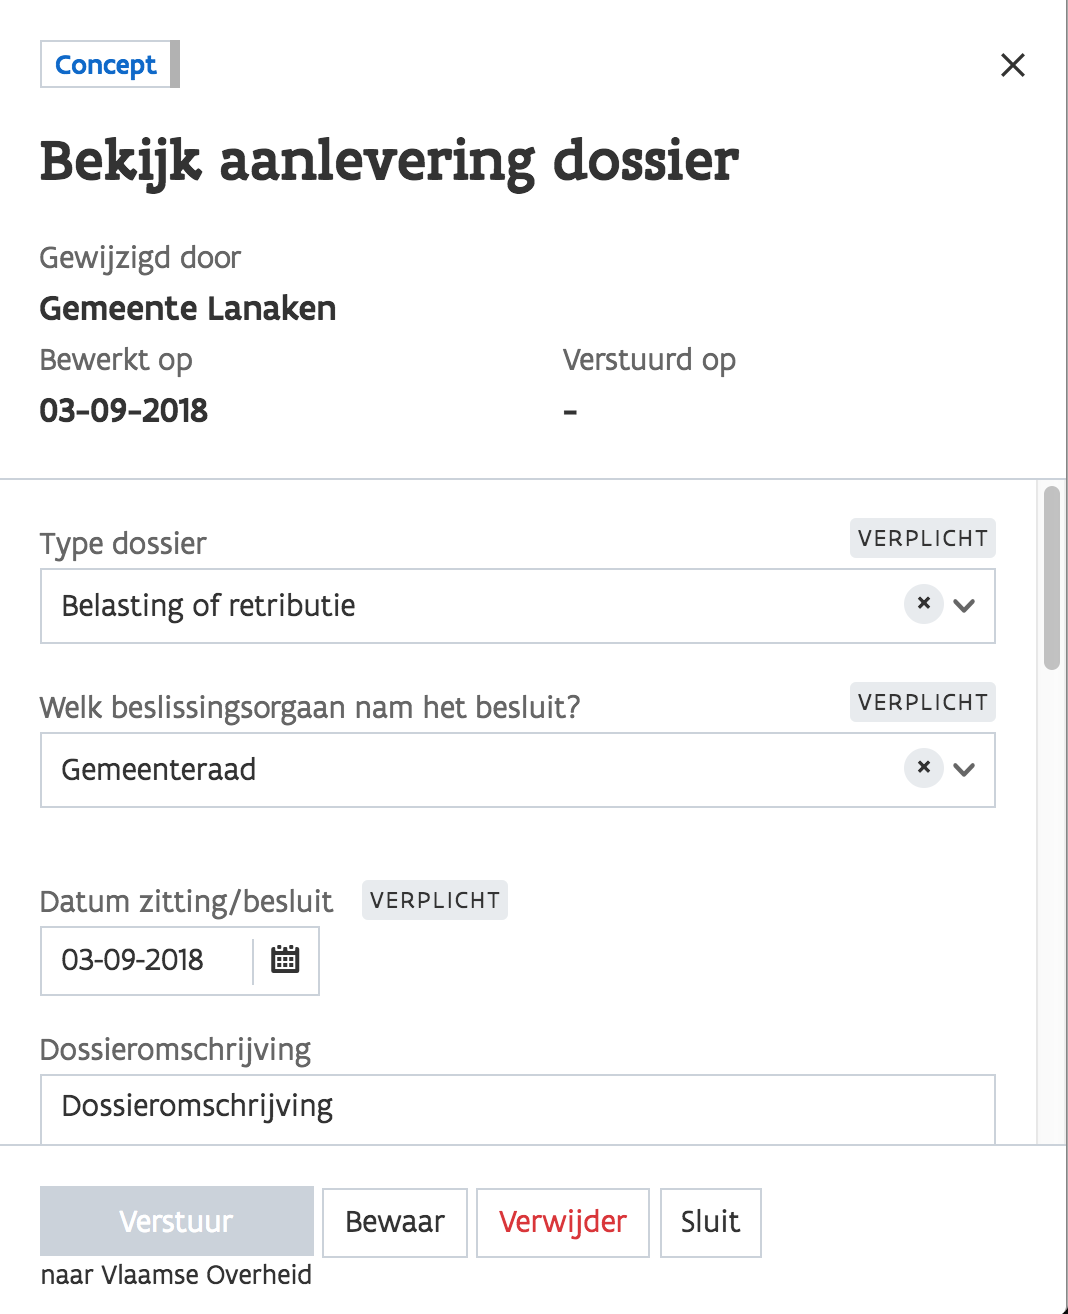 Concept
Bekijk aanlevering dossier
Gewijzigd door
Gemeente Lanaken
Bewerkt op
Verstuurd op
03-09-2018
-
Type dossier
VERPLICHT
Belasting of retributie
Welk beslissingsorgaan nam het besluit?
VERPLICHT
Gemeenteraad
Datum zitting/besluit
VERPLICHT
03-09-2018
Dossieromschrijving
Dossieromschrijving
Verstuur
Bewaar
Verwijder
Sluit
naar Vlaamse Overheid